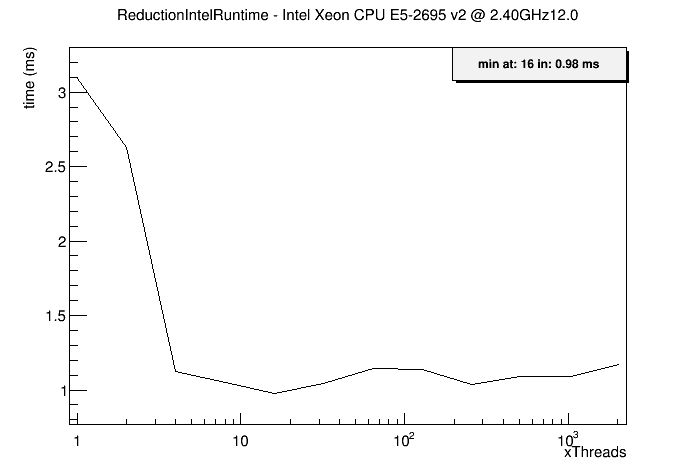 ReductionIntelRuntime - Intel Xeon CPU E5-2695 v2 @ 2.40GHz12.0
time (ms)
min at: 16 in: 0.98 ms
3
2.5
2
1.5
1
1 10 10² 10³
xThreads